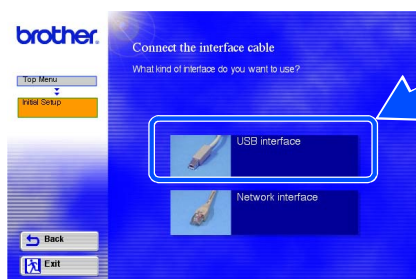 brother
Connect the interface cable
What kind of interface do you want to use?
Top Menu
Initial Setup
USB interface
Network interface
Back
Exit